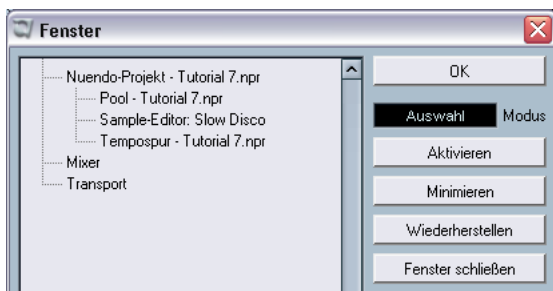 Fenster
Nuendo-Projekt - Tutorial 7.npr
Pool - Tutorial 7.npr
Sample-Editor: Slow Disco
Tempospur - Tutorial 7.npr
Mixer
Transport
OK
Auswahl Modus
Aktivieren
Minimieren
Wiederherstellen
Fenster schließen